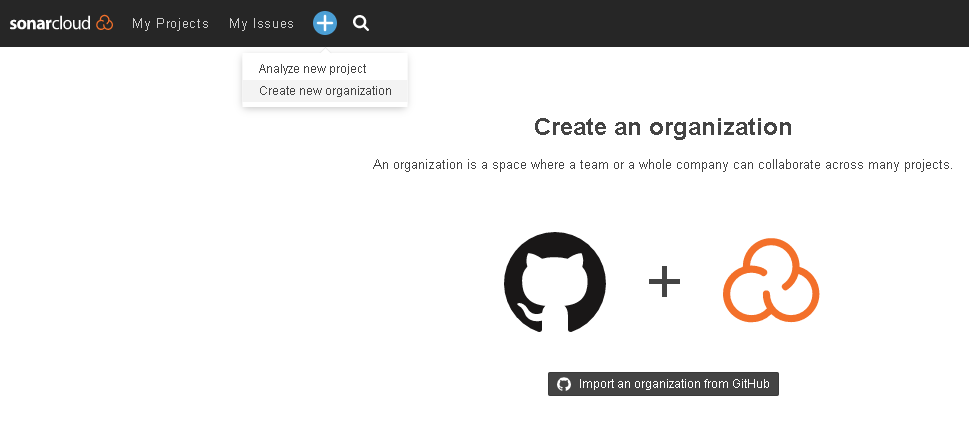 sonarcloud My Projects My Issues
Analyze new project
Create new organization
Create an organization
An organization is a space where a team or a whole company can collaborate across many projects.
Import an organization from GitHub